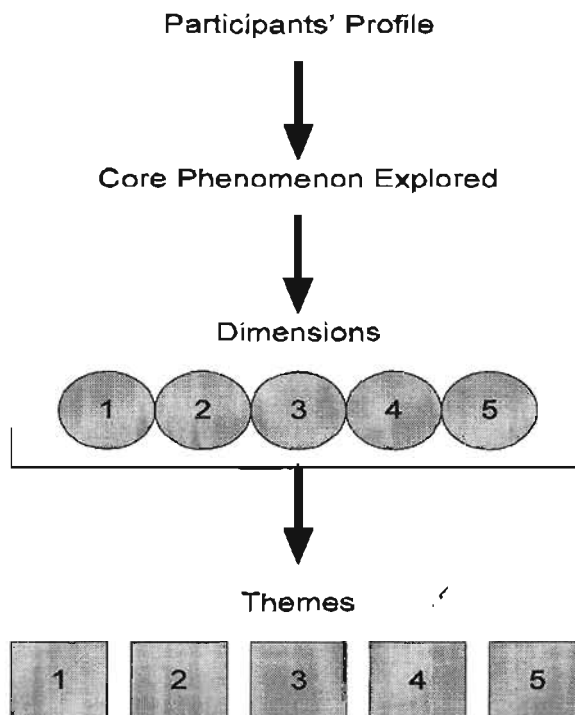 Participants' Profile
Core Phenomenon Explored
Dimensions
1 2 3 4 5
Themes
1 2 3 4 5